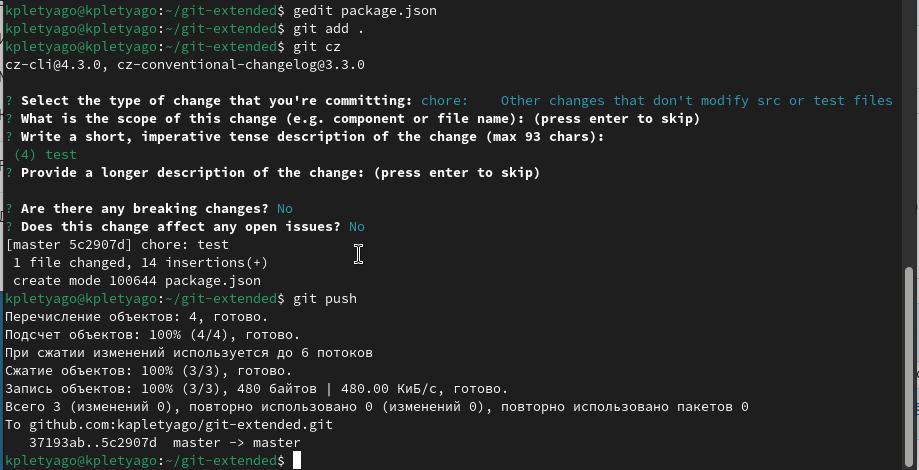 kpletyago@kpletyago:~/git-extended$ gedit package.json
kpletyago@kpletyago:~/git-extended$ git add .
kpletyago@kpletyago:~/git-extended$ git cz
cz-cli@4.3.0, cz-conventional-changelog@3.3.0
? Select the type of change that you're committing: chore:    Other changes that don't modify src or test files
? What is the scope of this change (e.g. component or file name): (press enter to skip)
? Write a short, imperative tense description of the change (max 93 chars):
(4) test
? Provide a longer description of the change: (press enter to skip)
? Are there any breaking changes? No
? Does this change affect any open issues? No
[master 5c2907d] chore: test
1 file changed, 14 insertions(+)
create mode 100644 package.json
kpletyago@kpletyago:~/git-extended$ git push
Перечисление объектов: 4, готово.
Подсчет объектов: 100% (4/4), готово.
При сжатии изменений используется до 6 потоков
Сжатие объектов: 100% (3/3), готово.
Запись объектов: 100% (3/3), 480 байтов | 480.00 КиБ/с, готово.
Всего 3 (изменений 0), повторно использовано 0 (изменений 0), повторно использовано пакетов 0
To github.com:kapletyago/git-extended.git
37193ab..5c2907d  master -> master
kpletyago@kpletyago:~/git-extended$